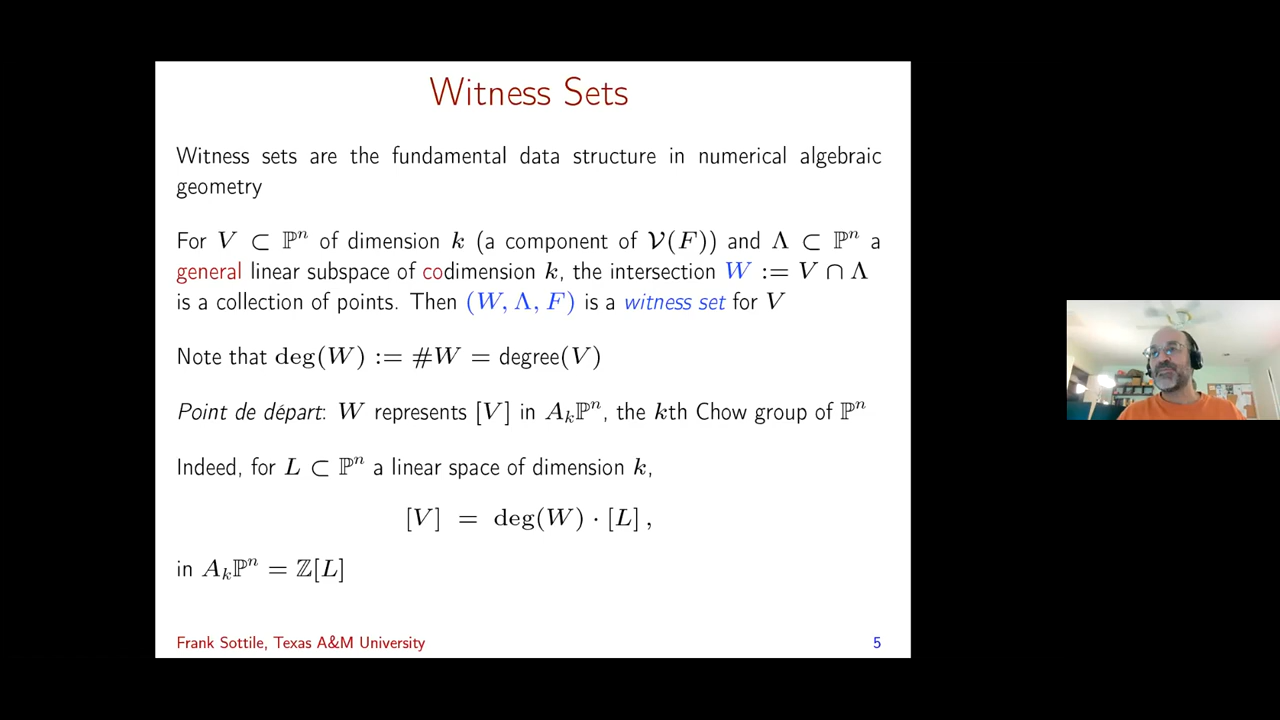 Witness Sets
Witness sets are the fundamental data structure in numerical algebraic
geometry
For V ⊂ ℙⁿ of dimension k (a component of 𝒱(F)) and Λ ⊂ ℙⁿ a
general linear subspace of codimension k, the intersection W := V ∩ Λ
is a collection of points. Then (W, Λ, F) is a witness set for V
Note that deg(W) := #W = degree(V)
Point de départ: W represents [V] in Aₖℙⁿ, the kth Chow group of ℙⁿ
Indeed, for L ⊂ ℙⁿ a linear space of dimension k,
[V] = deg(W) · [L] ,
in Aₖℙⁿ = ℤ[L]
Frank Sottile, Texas A&M University
5